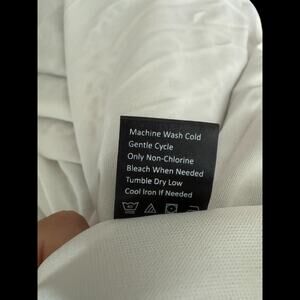 Machine Wash Cold
Gentle Cycle
Only Non-Chlorine
Bleach When Needed
Tumble Dry Low
Cool Iron If Needed